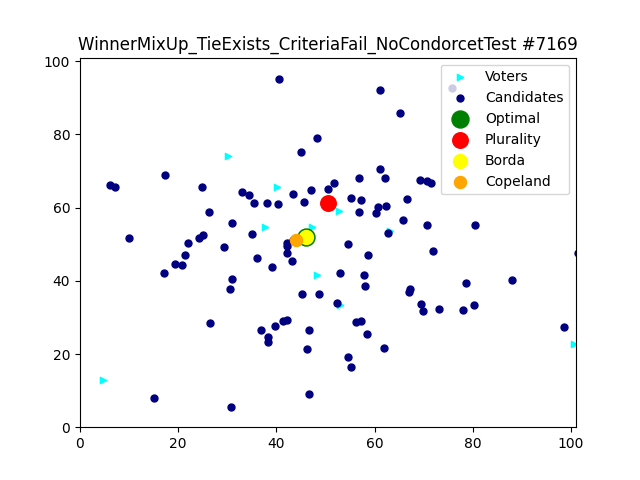 WinnerMixUp_TieExists_CriteriaFail_NoCondorcetTest #7169
100
80
60
40
20
0
0 20 40 60 80 100
Voters
Candidates
Optimal
Plurality
Borda
Copeland